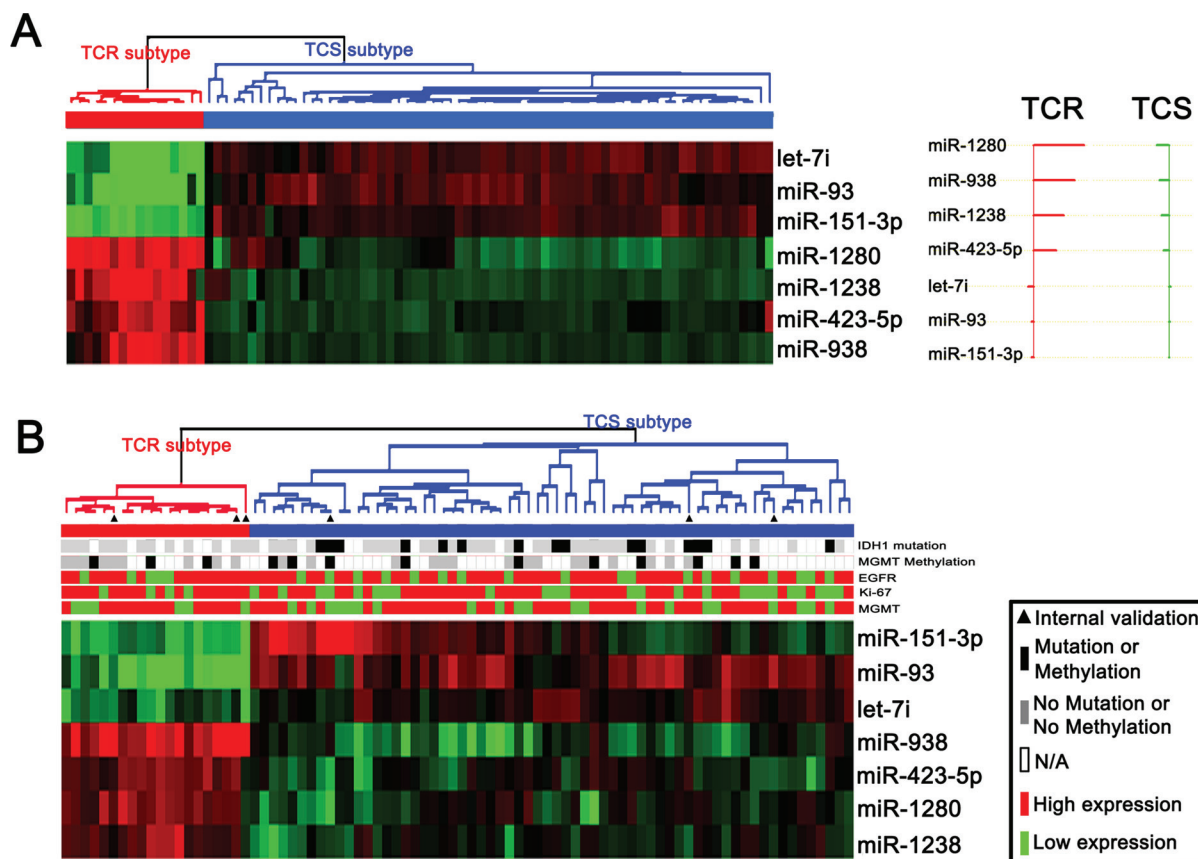 A
TCR subtype
TCS subtype
let-7i
miR-93
miR-151-3p
miR-1280
miR-1238
miR-423-5p
miR-938
TCR
TCS
miR-1280
miR-938
miR-1238
miR-423-5p
let-7i
miR-93
miR-151-3p
B
TCR subtype
TCS subtype
IDH1 mutation
MGMT Methylation
EGFR
Ki-67
MGMT
miR-151-3p
miR-93
let-7i
miR-938
miR-423-5p
miR-1280
miR-1238
Internal validation
Mutation or
Methylation
No Mutation or
No Methylation
N/A
High expression
Low expression